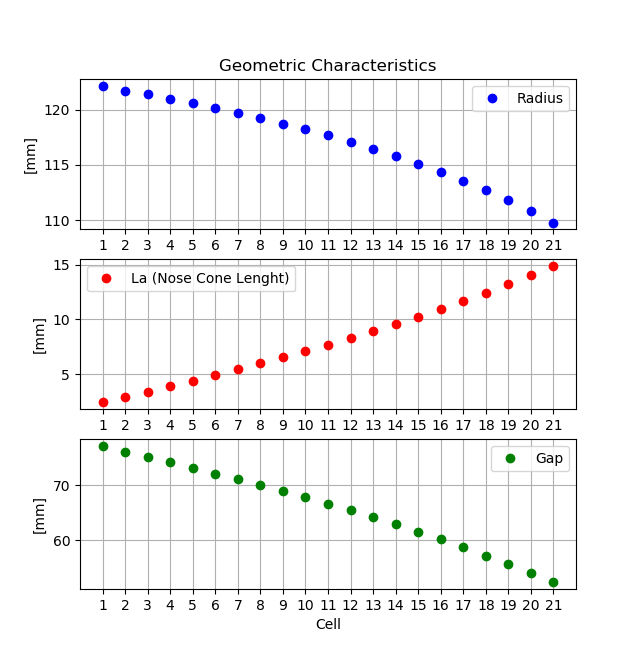 Geometric Characteristics
120
115
110
[mm]
Radius
1 2 3 4 5 6 7 8 9 10 11 12 13 14 15 16 17 18 19 20 21
15
10
5
[mm]
La (Nose Cone Lenght)
1 2 3 4 5 6 7 8 9 10 11 12 13 14 15 16 17 18 19 20 21
70
60
[mm]
Gap
1 2 3 4 5 6 7 8 9 10 11 12 13 14 15 16 17 18 19 20 21
Cell